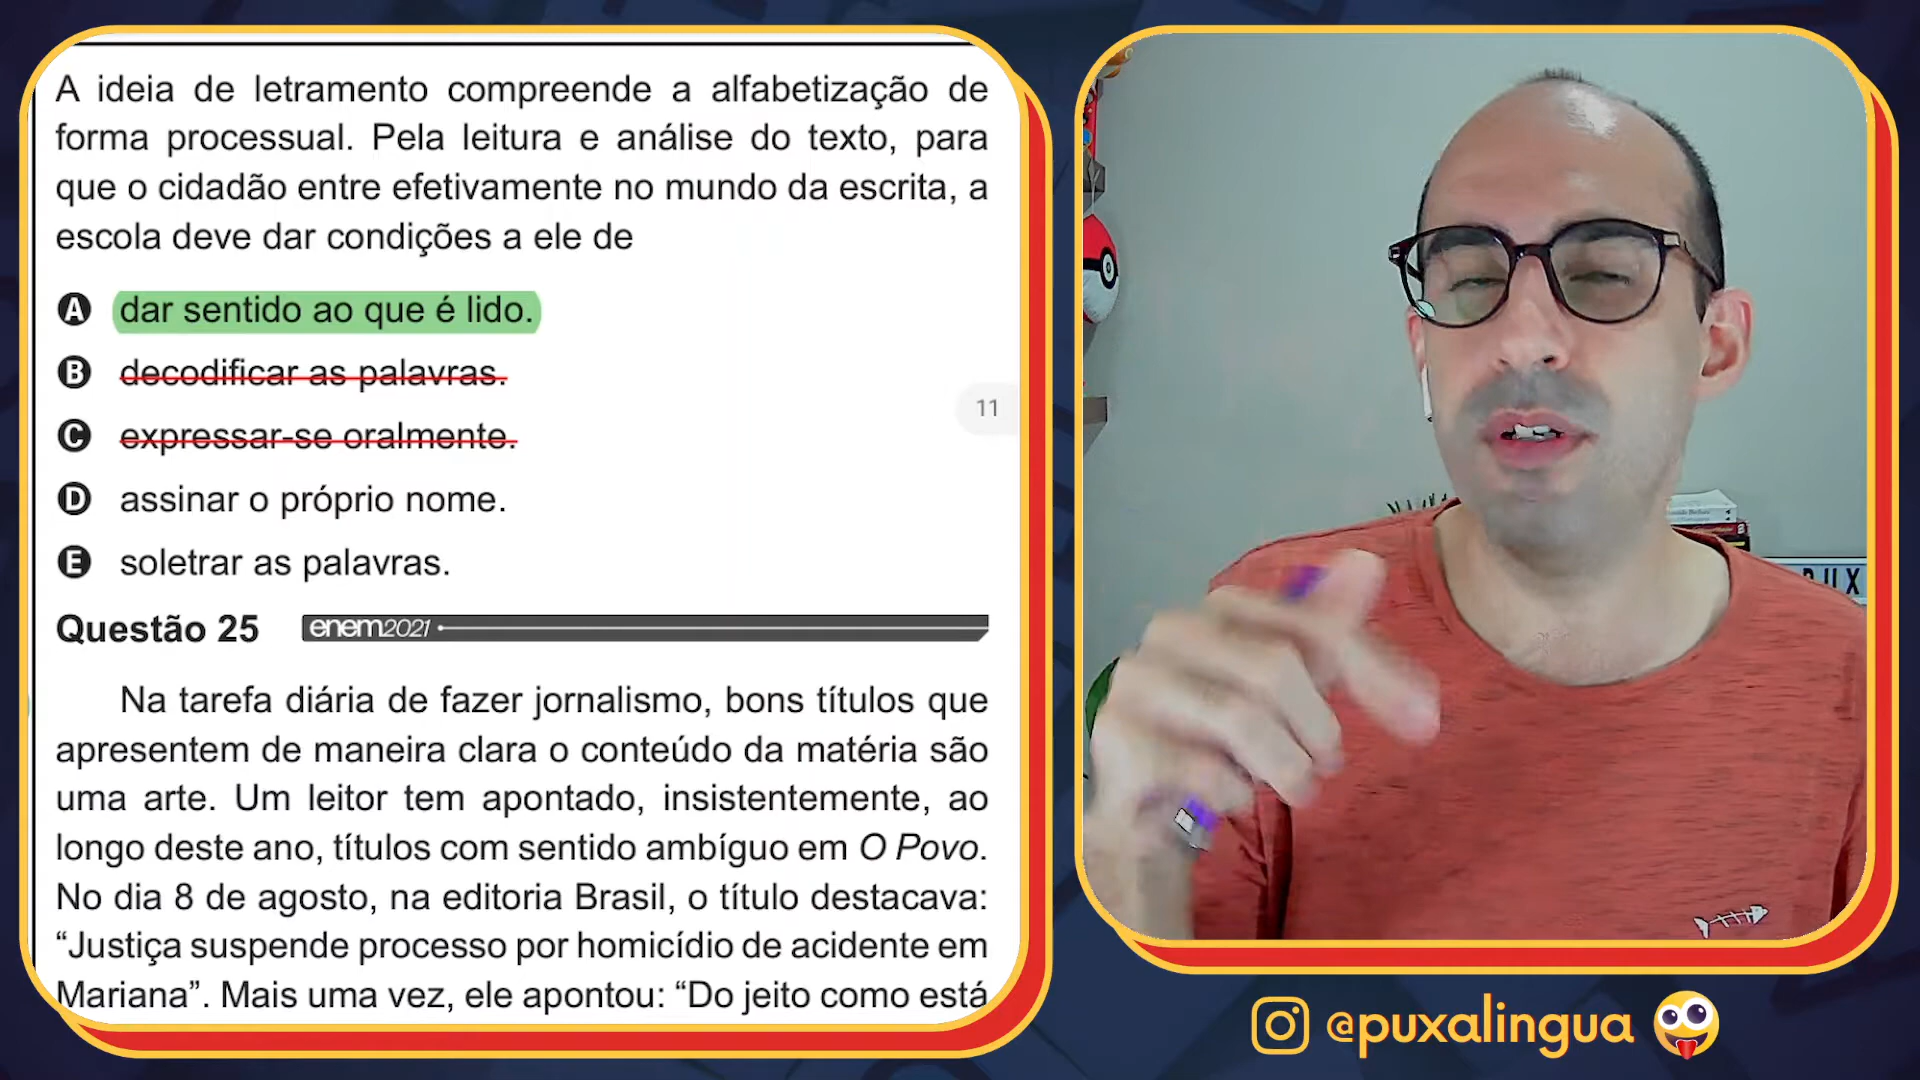 A ideia de letramento compreende a alfabetização de
forma processual. Pela leitura e análise do texto, para
que o cidadão entre efetivamente no mundo da escrita, a
escola deve dar condições a ele de
A dar sentido ao que é lido.
B decodificar as palavras.
C expressar-se oralmente.
D assinar o próprio nome.
E soletrar as palavras.
11
Questão 25 enem2021
Na tarefa diária de fazer jornalismo, bons títulos que
apresentem de maneira clara o conteúdo da matéria são
uma arte. Um leitor tem apontado, insistentemente, ao
longo deste ano, títulos com sentido ambíguo em O Povo.
No dia 8 de agosto, na editoria Brasil, o título destacava:
“Justiça suspende processo por homicídio de acidente em
Mariana”. Mais uma vez, ele apontou: “Do jeito como está
PUX
@puxalingua